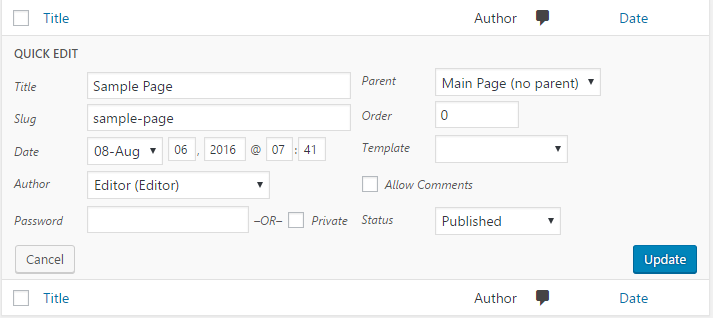 Title Author Date
QUICK EDIT
Title Sample Page Parent Main Page (no parent)
Slug sample-page Order 0
Date 08-Aug 06 , 2016 @ 07 : 41 Template
Author Editor (Editor) Allow Comments
Password –OR– Private Status Published
Cancel Update
Title Author Date